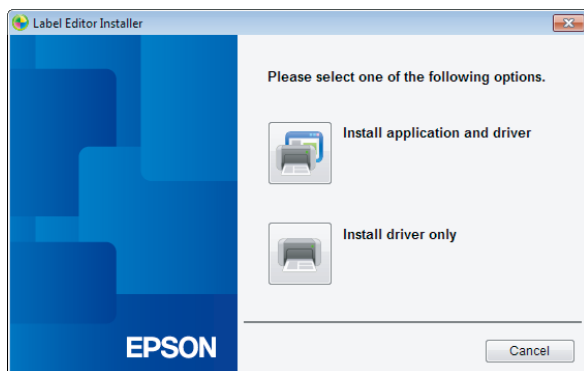 Label Editor Installer
Please select one of the following options.
Install application and driver
Install driver only
EPSON
Cancel